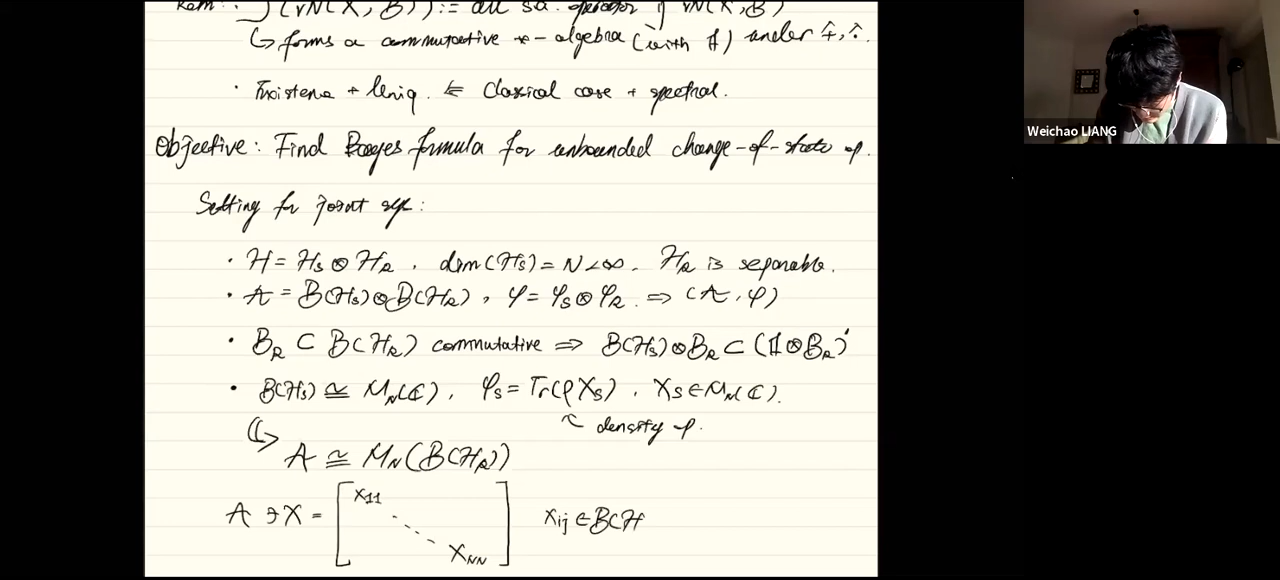 Rem: J(vN(X, B)) := all sa. operator η vN(X, B)
↳ forms a commutative *-algebra (with 1) under +̂, ·̂.
· Existence + Uniq. ⇐ Classical case + spectral.
Objective: Find Bayes formula for unbounded change-of-state op.
Setting for joint sys:
· H = H_S ⊗ H_R . dim(H_S) = N < ∞. H_R is separable.
· A = B(H_S) ⊗ B(H_R), φ = φ_S ⊗ φ_R. ⇒ (A, φ)
· B_R ⊂ B(H_R) commutative ⇒ B(H_S) ⊗ B_R ⊂ (1 ⊗ B_R)'
· B(H_S) ≅ M_N(C), φ_S = Tr(ρ X_S) . X_S ∈ M_N(C).
density op.
↳ A ≅ M_N(B(H_R))
A ∋ X = [ X_11 ⋱ X_NN ] X_ij ∈ B(H
Weichao LIANG